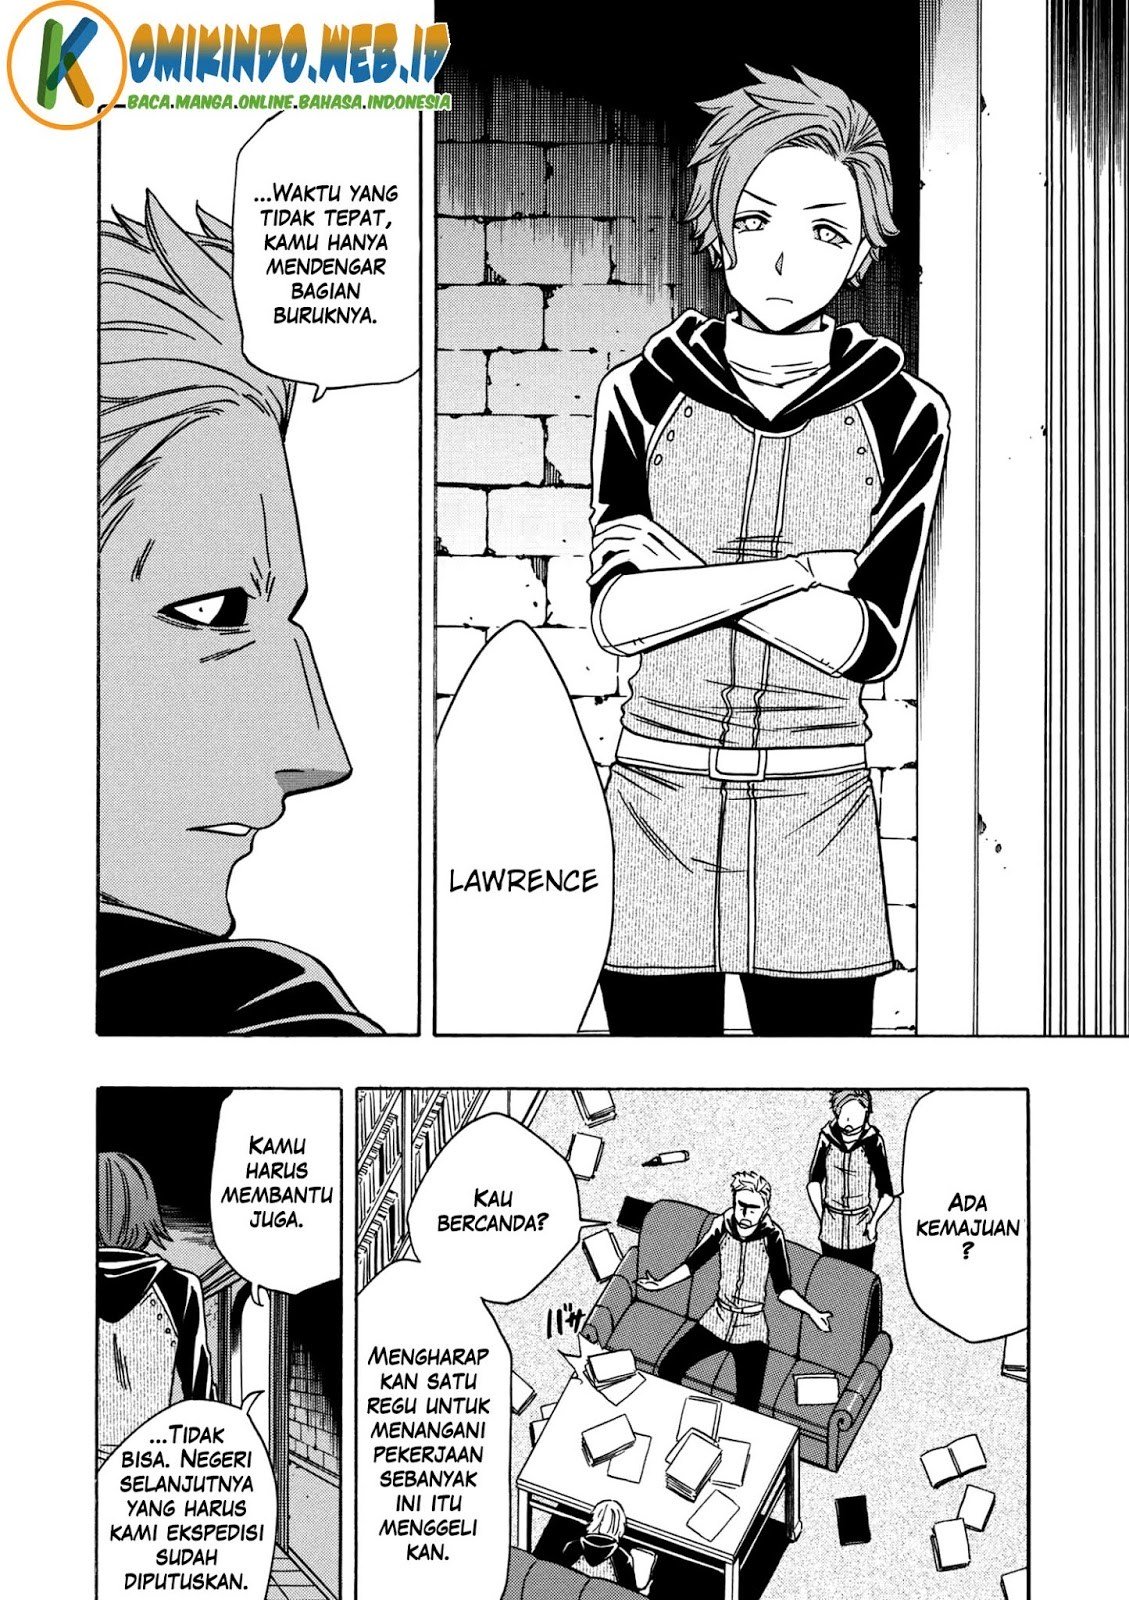 KOMIKINDO.WEB.ID
BACA.MANGA.ONLINE.BAHASA.INDONESIA
LAWRENCE
...WAKTU YANG
TIDAK TEPAT,
KAMU HANYA
MENDENGAR
BAGIAN
BURUKNYA.
ADA
KEMAJUAN
?
KAU
BERCANDA?
MENGHARAP
KAN SATU
REGU UNTUK
MENANGANI
PEKERJAAN
SEBANYAK
INI ITU
MENGGELI
KAN.
バサ
KAMU
HARUS
MEMBANTU
JUGA.
...TIDAK
BISA. NEGERI
SELANJUTNYA
YANG HARUS
KAMI EKSPEDISI
SUDAH
DIPUTUSKAN.